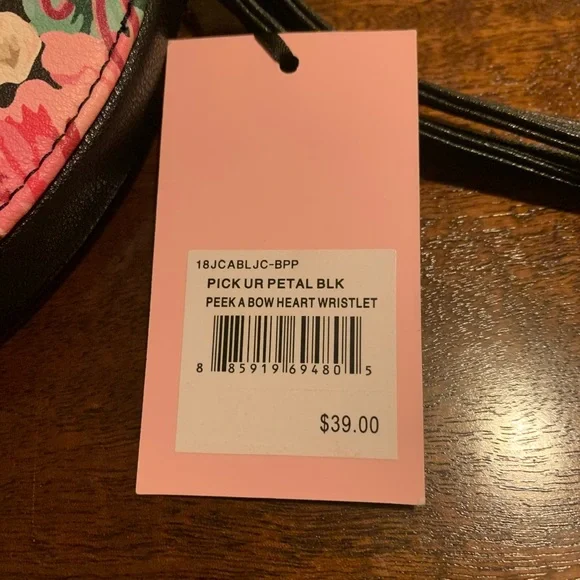 18JCABLJC-BPP
PICK UR PETAL BLK
PEEK A BOW HEART WRISTLET
8 85919 69480 5
$39.00